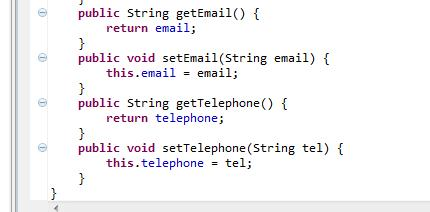 }
public String getEmail() {
return email;
}
public void setEmail(String email) {
this.email = email;
}
public String getTelephone() {
return telephone;
}
public void setTelephone(String tel) {
this.telephone = tel;
}
}